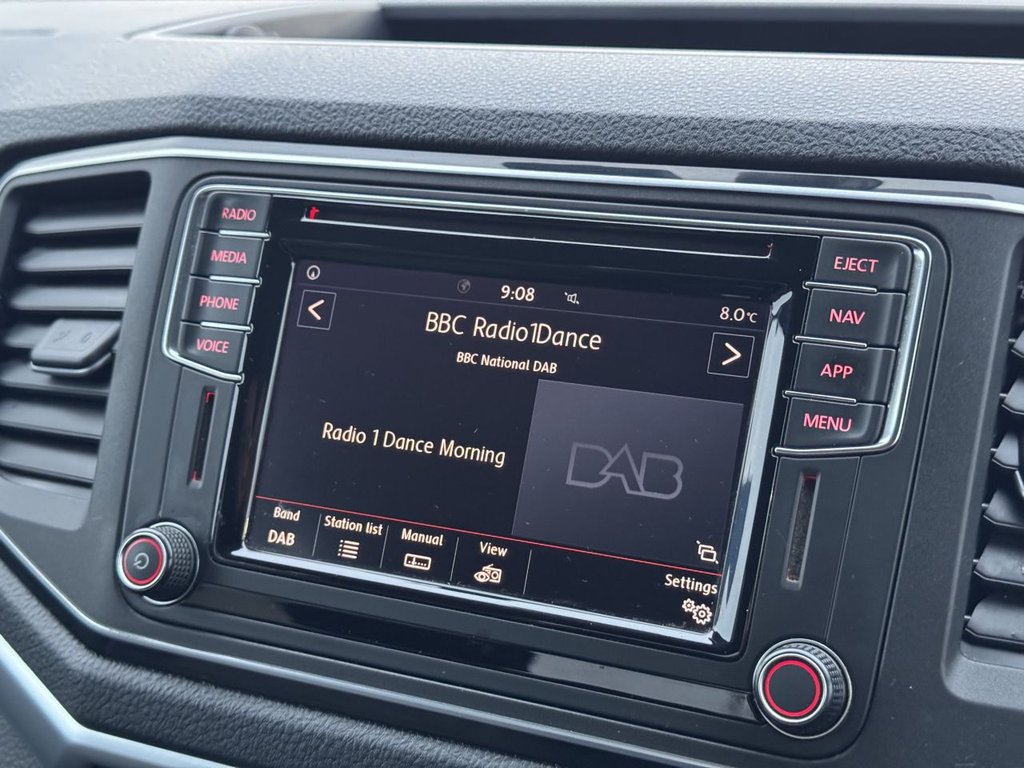 RADIO
MEDIA
PHONE
VOICE
9:08
8.0°C
BBC Radio1Dance
BBC National DAB
Radio 1 Dance Morning
DAB
Band
DAB
Station list
Manual
View
Settings
EJECT
NAV
APP
MENU